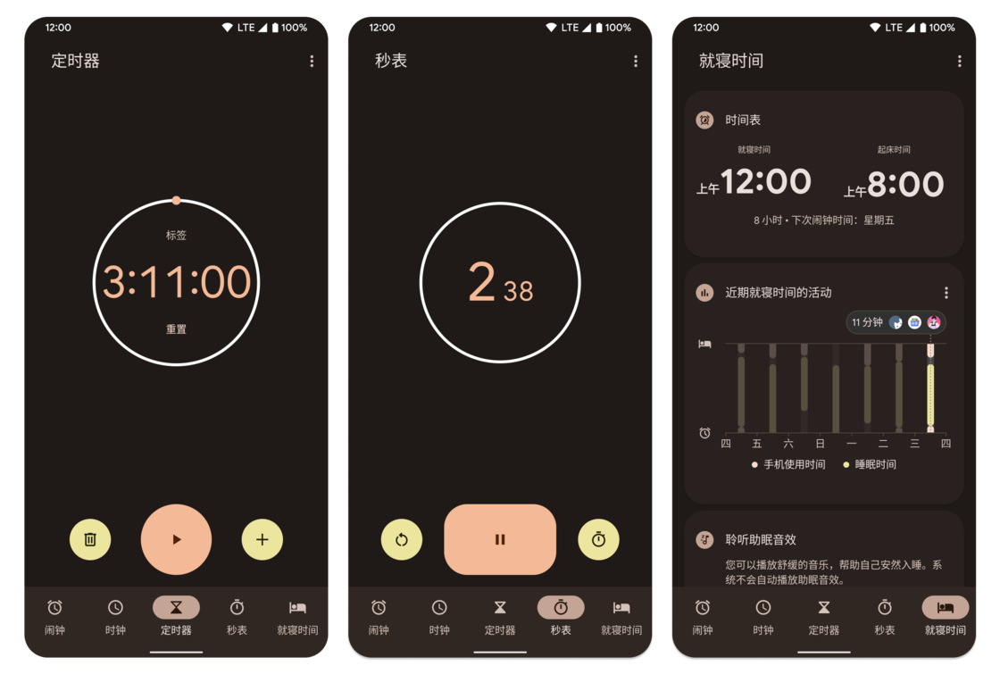 12:00 LTE 100%
定时器
标签
3:11:00
重置
闹钟 时钟 定时器 秒表 就寝时间
12:00 LTE 100%
秒表
2 38
闹钟 时钟 定时器 秒表 就寝时间
12:00 LTE 100%
就寝时间
时间表
就寝时间 起床时间
上午12:00 上午8:00
8 小时 • 下次闹钟时间：星期五
近期就寝时间的活动
11 分钟
四 五 六 日 一 二 三 四
手机使用时间 睡眠时间
聆听助眠音效
您可以播放舒缓的音乐，帮助自己安然入睡。系
统不会自动播放助眠音效。
闹钟 时钟 定时器 秒表 就寝时间